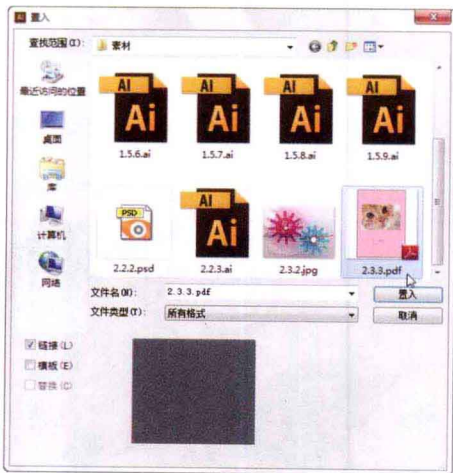 置入
查找范围(I): 素材
最近访问的位置
桌面
库
计算机
网络
AI AI AI AI
Ai Ai Ai Ai
1.5.6.ai 1.5.7.ai 1.5.8.ai 1.5.9.ai
PSD AI
Ai
2.2.2.psd 2.2.3.ai 2.3.2.jpg 2.3.3.pdf
文件名(N): 2.3.3.pdf 置入
文件类型(T): 所有格式 取消
链接(L)
模板(E)
替换(C)